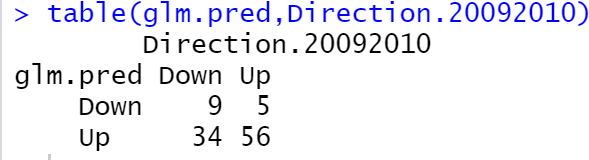 > table(glm.pred,Direction.20092010)
Direction.20092010
glm.pred Down Up
Down 9 5
Up 34 56